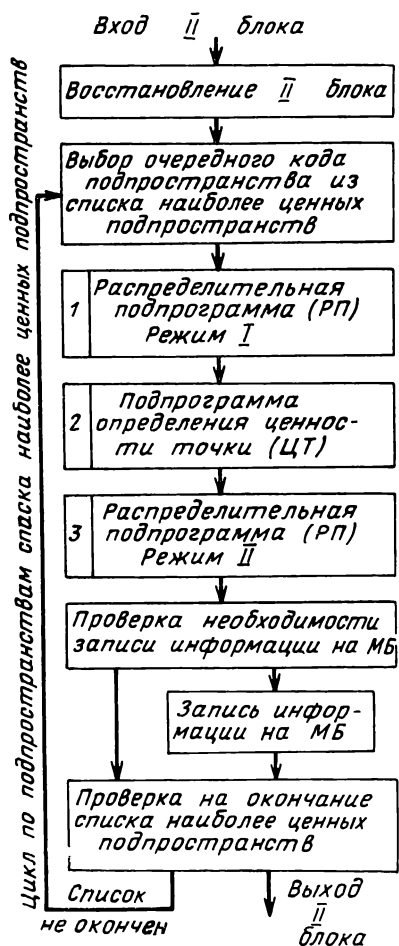 Вход II блока
Восстановление II блока
Выбор очередного кода
подпространства из
списка наиболее ценных
подпространств
1
Распределительная
подпрограмма (РП)
Режим I
2
Подпрограмма
определения ценнос-
ти точки (ЦТ)
3
Распределительная
подпрограмма (РП)
Режим II
Проверка необходимости
записи информации на МБ
Запись инфор-
мации на МБ
Проверка на окончание
списка наиболее ценных
подпространств
Список
не окончен
Выход
II
блока
Цикл по подпространствам спаска наиболее ценных подпространств